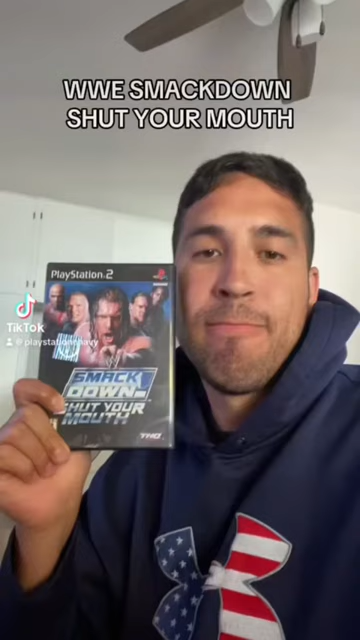 WWE SMACKDOWN
SHUT YOUR MOUTH
PlayStation.2
SMACK
DOWN!
SHUT YOUR
MOUTH
THQ
TikTok